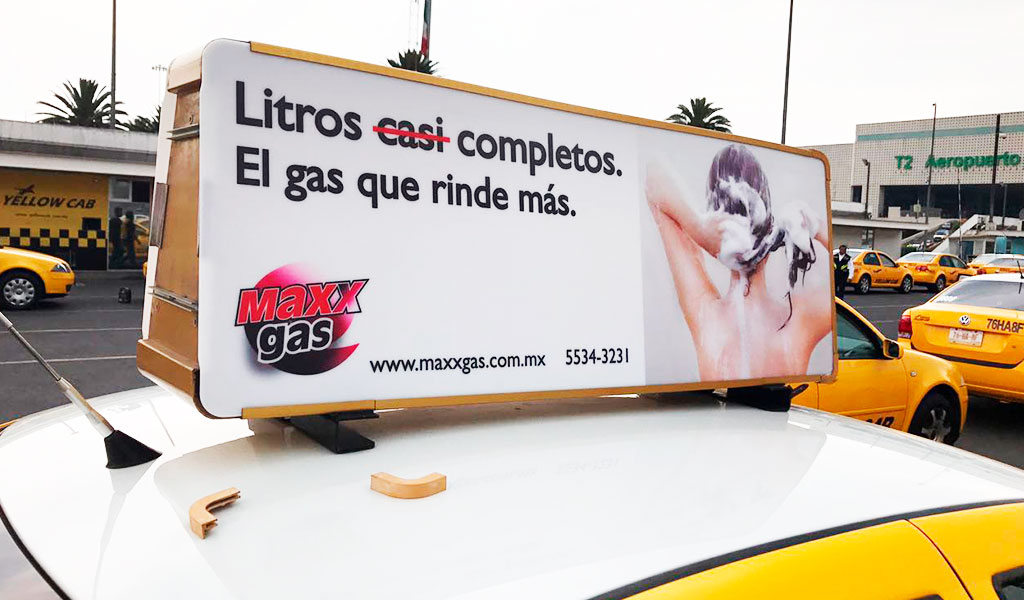 Litros casi completos.
El gas que rinde más.
Maxx
gas
www.maxxgas.com.mx 5534-3231
YELLOW CAB
T2 Aeropuerto
76HA8F